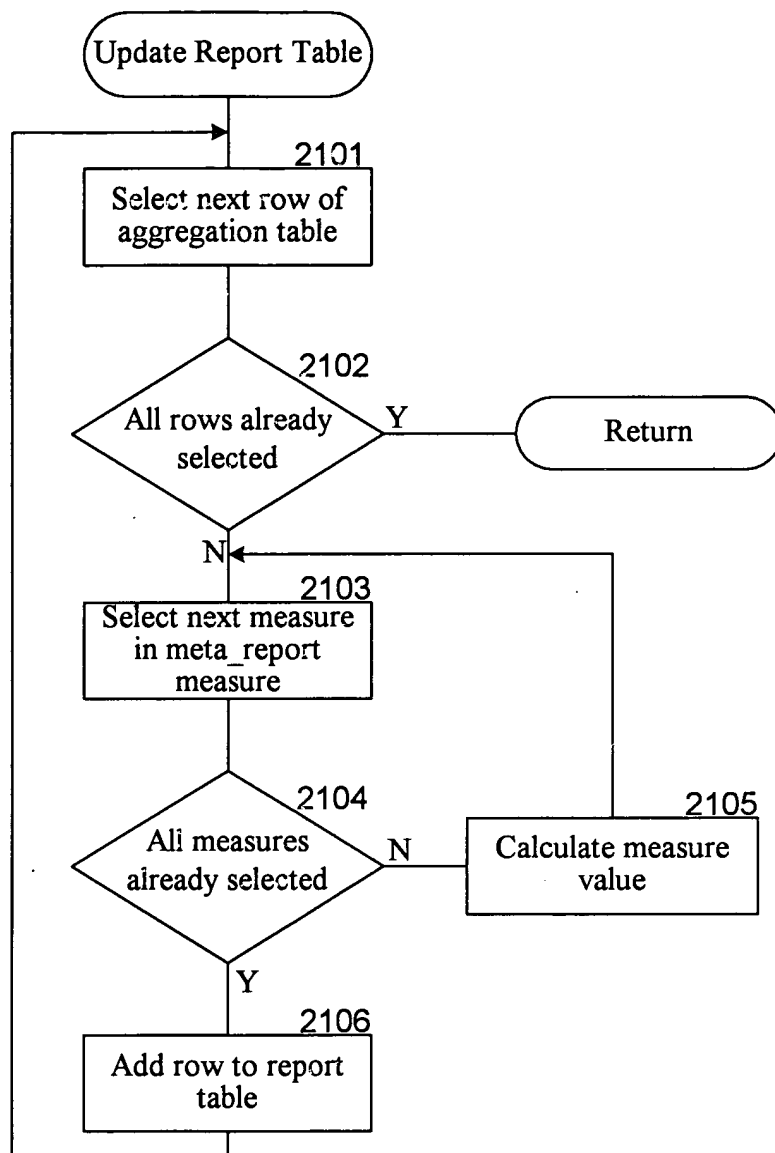 Update Report Table
2101
Select next row of
aggregation table
2102
All rows already
selected
Y
Return
N
2103
Select next measure
in meta_report
measure
2104
All measures
already selected
N
2105
Calculate measure
value
Y
2106
Add row to report
table